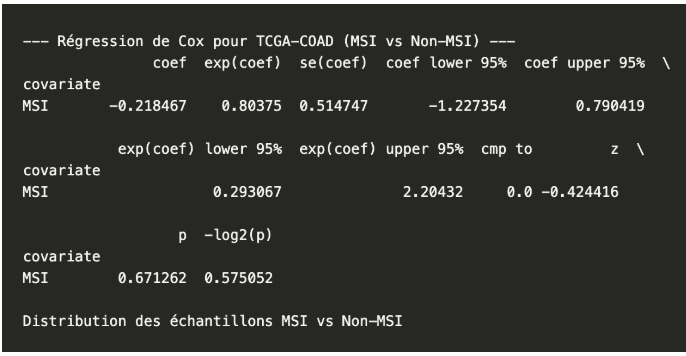 --- Régression de Cox pour TCGA-COAD (MSI vs Non-MSI) ---
coef exp(coef) se(coef) coef lower 95% coef upper 95% \
covariate
MSI -0.218467 0.80375 0.514747 -1.227354 0.790419
exp(coef) lower 95% exp(coef) upper 95% cmp to z \
covariate
MSI 0.293067 2.20432 0.0 -0.424416
p -log2(p)
covariate
MSI 0.671262 0.575052
Distribution des échantillons MSI vs Non-MSI